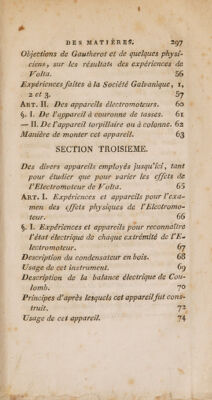 DES MATIÈRES. 297
Objections de Gautherot et de quelques physi-
ciens, sur les résultats des expériences de
Volta. 56
Expériences faites à la Société Galvanique, 1,
2 et 3. 57
ART. II. Des appareils électromoteurs. 60
§. I. De l'appareil à couronne de tasses. 61
— II. De l'appareil torpillaire ou à colonne. 62
Manière de monter cet appareil. 63
SECTION TROISIEME.
Des divers appareils employés jusqu'ici, tant
pour étudier que pour varier les effets de
l'Electromoteur de Volta. 65
ART. I. Expériences et appareils pour l'exa-
men des effets physiques de l'Electromo-
teur. 66
§. I. Expériences et appareils pour reconnaître
l'état électrique de chaque extrémité de l'E-
lectromoteur. 67
Description du condensateur en bois. 68
Usage de cet instrument. 69
Description de la balance électrique de Cou-
lomb. 70
Principes d'après lesquels cet appareil fut cons-
truit. 72
Usage de cet appareil. 74